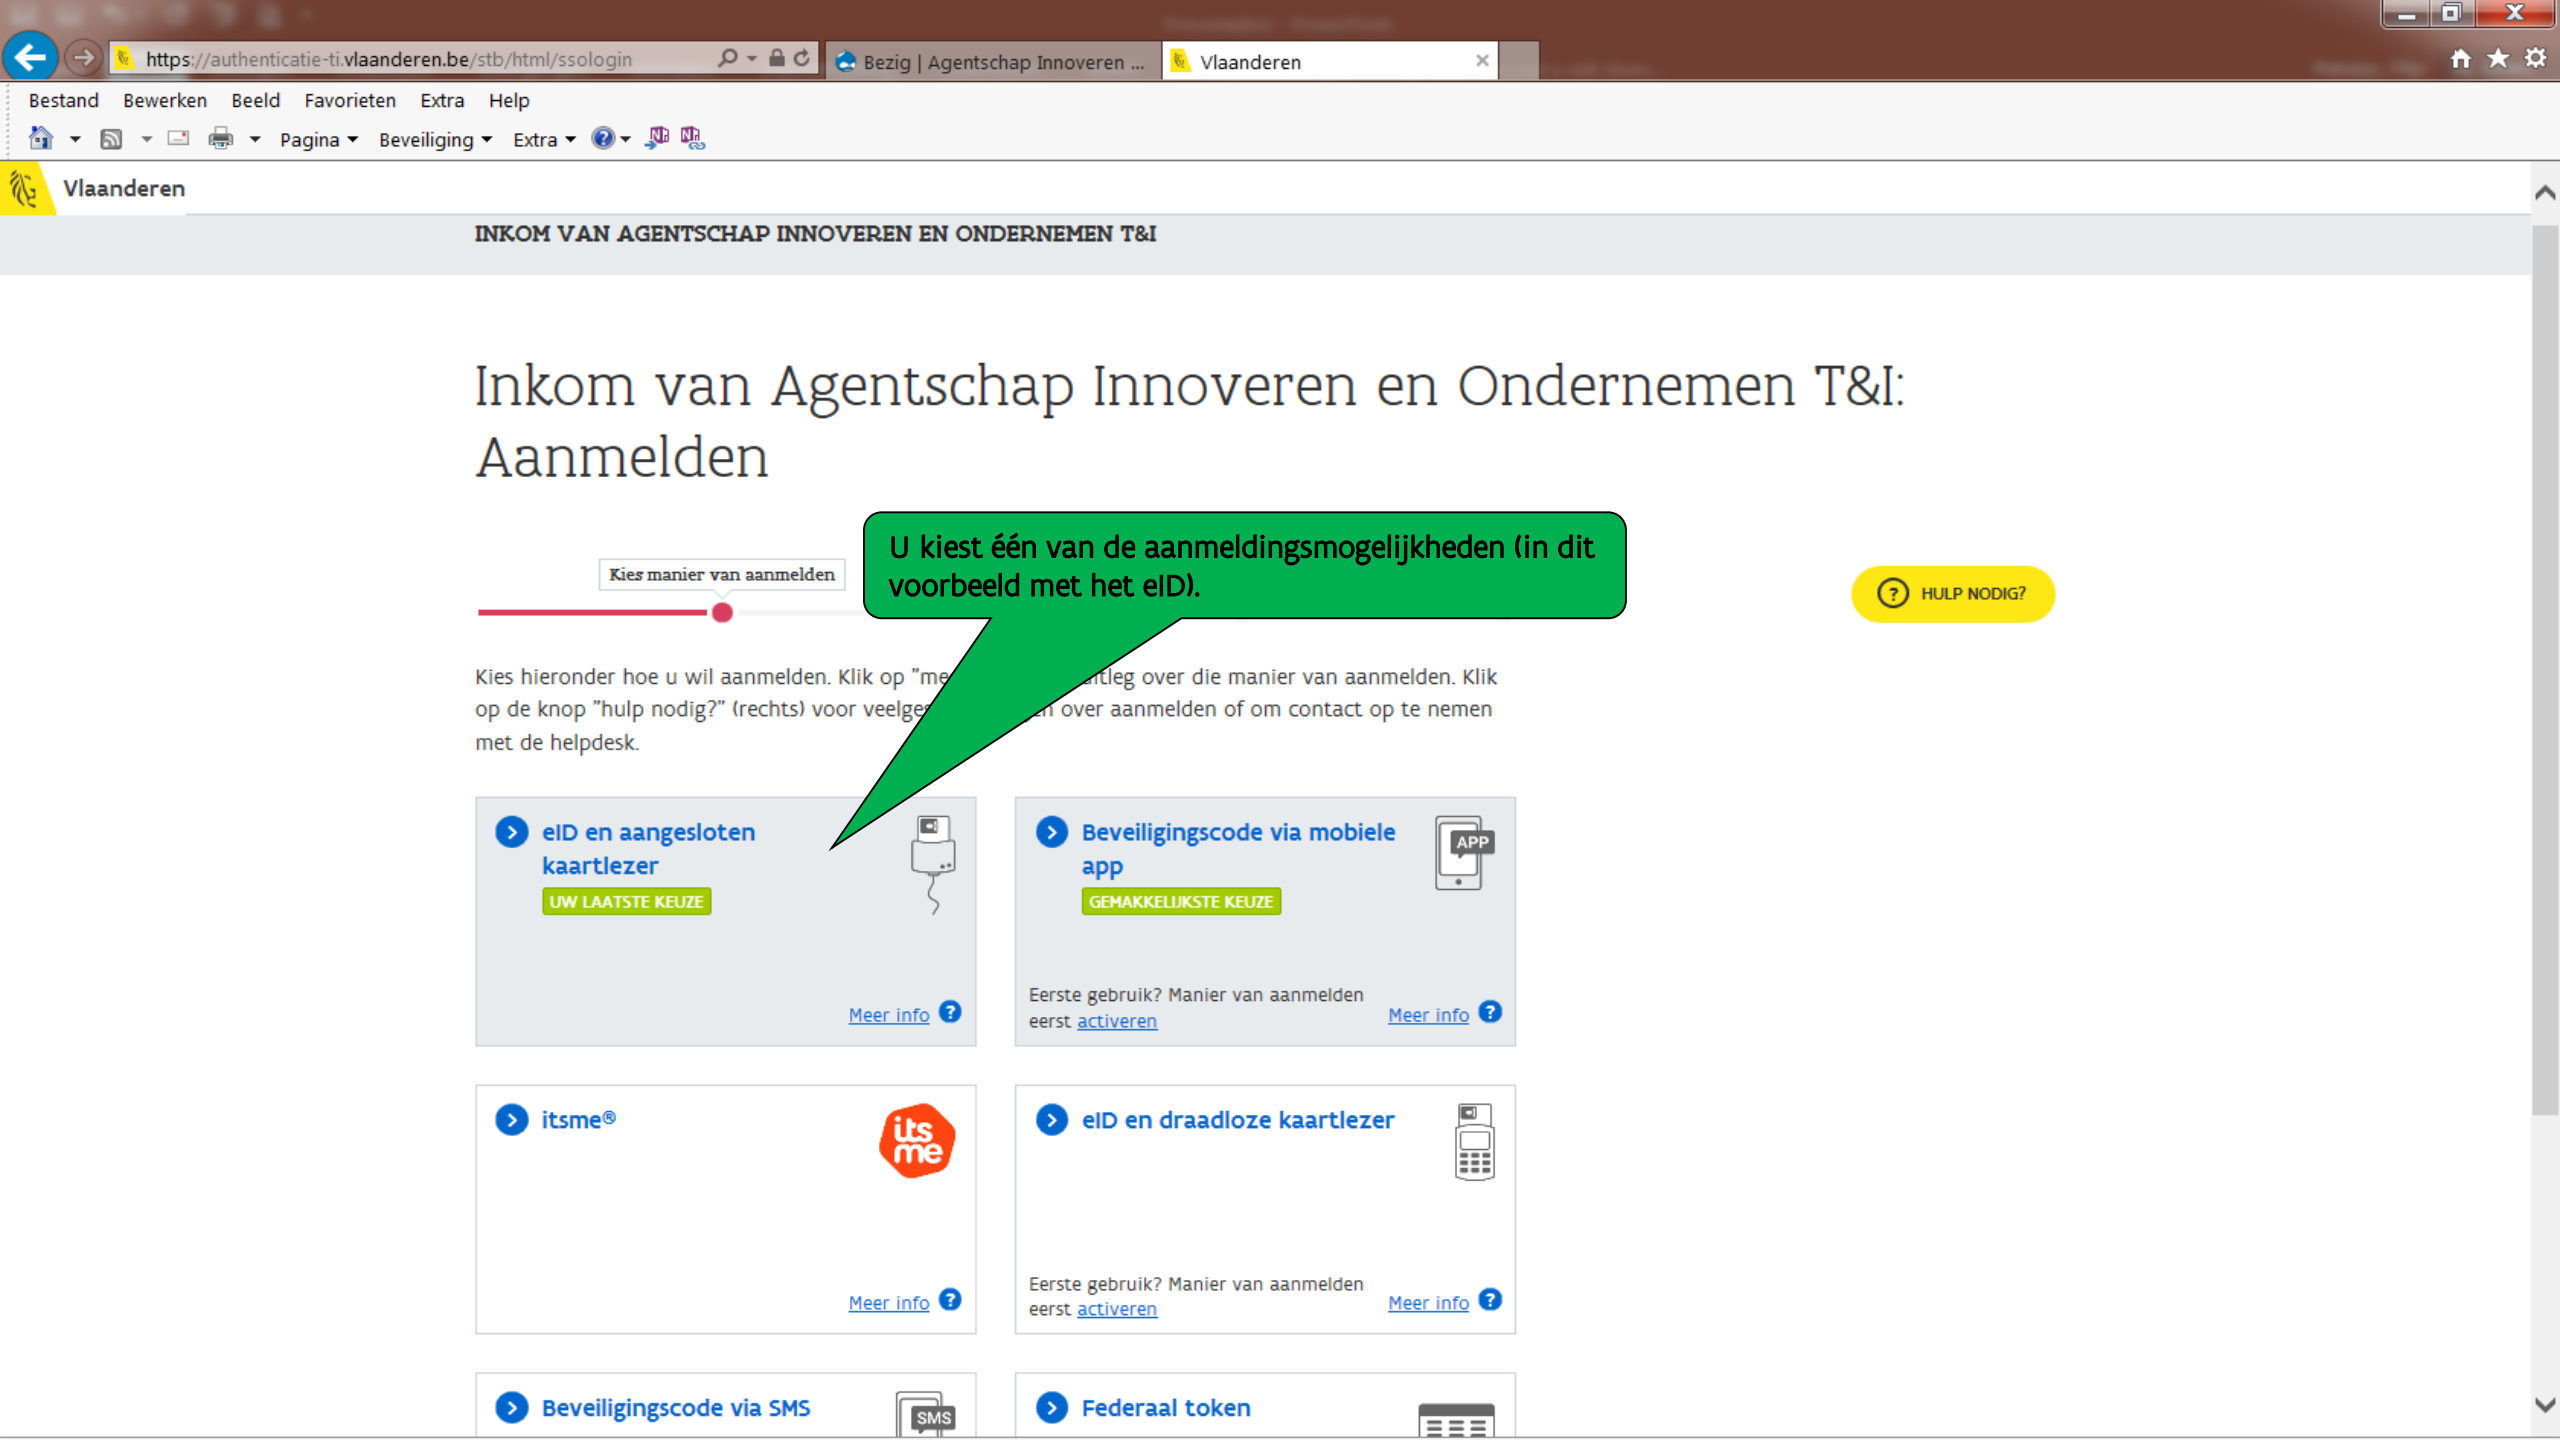 https://authenticatie-ti.vlaanderen.be/stb/html/ssologin
Bezig | Agentschap Innoveren ...
Vlaanderen
Bestand Bewerken Beeld Favorieten Extra Help
Pagina Beveiliging Extra
Vlaanderen
INKOM VAN AGENTSCHAP INNOVEREN EN ONDERNEMEN T&I
Inkom van Agentschap Innoveren en Ondernemen T&I:
Aanmelden
U kiest één van de aanmeldingsmogelijkheden (in dit
voorbeeld met het eID).
Kies manier van aanmelden
HULP NODIG?
Kies hieronder hoe u wil aanmelden. Klik op "me over die manier van aanmelden. Klik
op de knop "hulp nodig?" (rechts) voor veelges over aanmelden of om contact op te nemen
met de helpdesk.
eID en aangesloten
kaartlezer
UW LAATSTE KEUZE
Meer info
Beveiligingscode via mobiele
app
APP
GEMAKKELIJKSTE KEUZE
Eerste gebruik? Manier van aanmelden
eerst activeren
Meer info
itsme®
its
me
Meer info
eID en draadloze kaartlezer
Eerste gebruik? Manier van aanmelden
eerst activeren
Meer info
Beveiligingscode via SMS
SMS
Federaal token